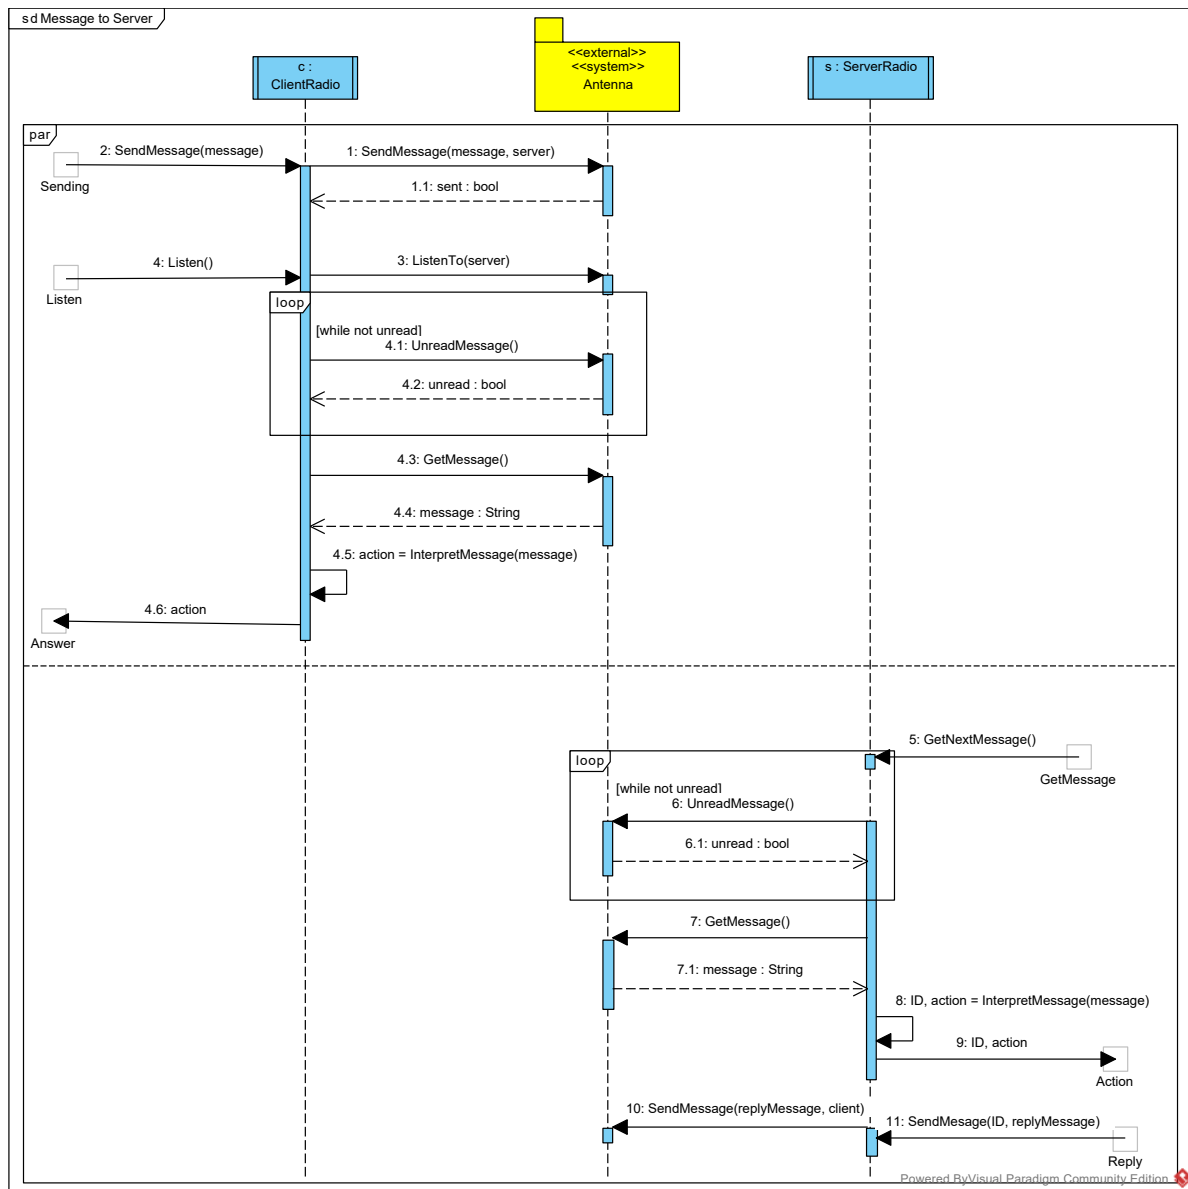 sd Message to Server
c :
ClientRadio
<<external>>
<<system>>
Antenna
s : ServerRadio
par
2: SendMessage(message)
1: SendMessage(message, server)
Sending
1.1: sent : bool
4: Listen()
3: ListenTo(server)
Listen
loop
[while not unread]
4.1: UnreadMessage()
4.2: unread : bool
4.3: GetMessage()
4.4: message : String
4.5: action = InterpretMessage(message)
4.6: action
Answer
5: GetNextMessage()
GetMessage
loop
[while not unread]
6: UnreadMessage()
6.1: unread : bool
7: GetMessage()
7.1: message : String
8: ID, action = InterpretMessage(message)
9: ID, action
Action
10: SendMessage(replyMessage, client)
11: SendMesage(ID, replyMessage)
Reply
Powered ByVisual Paradigm Community Edition